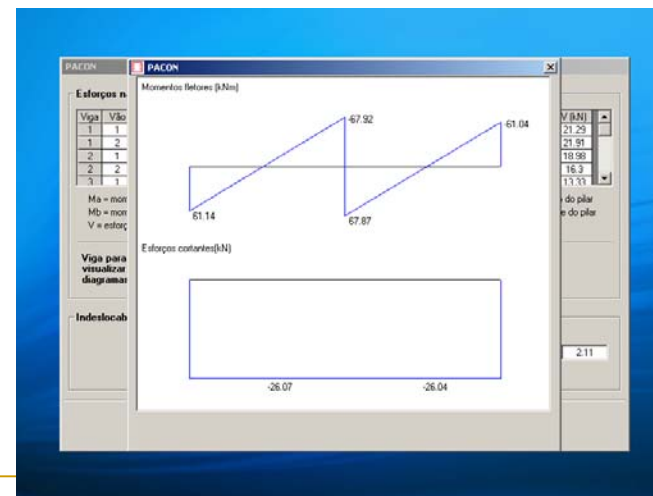 PACON
PACON
Esforços n
Momentos fletores (kNm)
Viga Vão
V (kN)
1 1 21.29
1 2 21.91
2 1 18.98
2 2 16.3
3 1 13.33
-67.92
-61.04
61.14
67.87
Ma = mom
do pilar
Mb = mom
e do pilar
V = esforç
Esforços cortantes(kN)
Viga para
visualizar
diagramas
Indeslocab
2.11
-26.07
-26.04